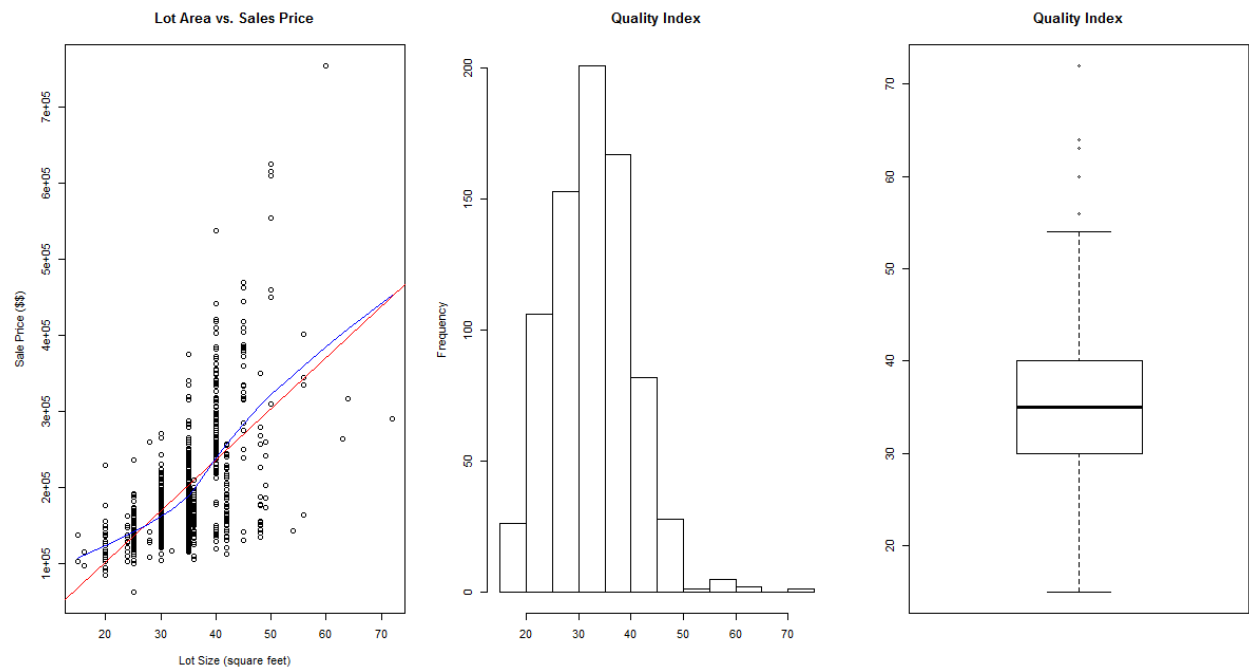 Lot Area vs. Sales Price
Sale Price ($$)
7e+05
6e+05
5e+05
4e+05
3e+05
2e+05
1e+05
20 30 40 50 60 70
Lot Size (square feet)
Quality Index
Frequency
200
150
100
50
0
20 30 40 50 60 70
Quality Index
70
60
50
40
30
20